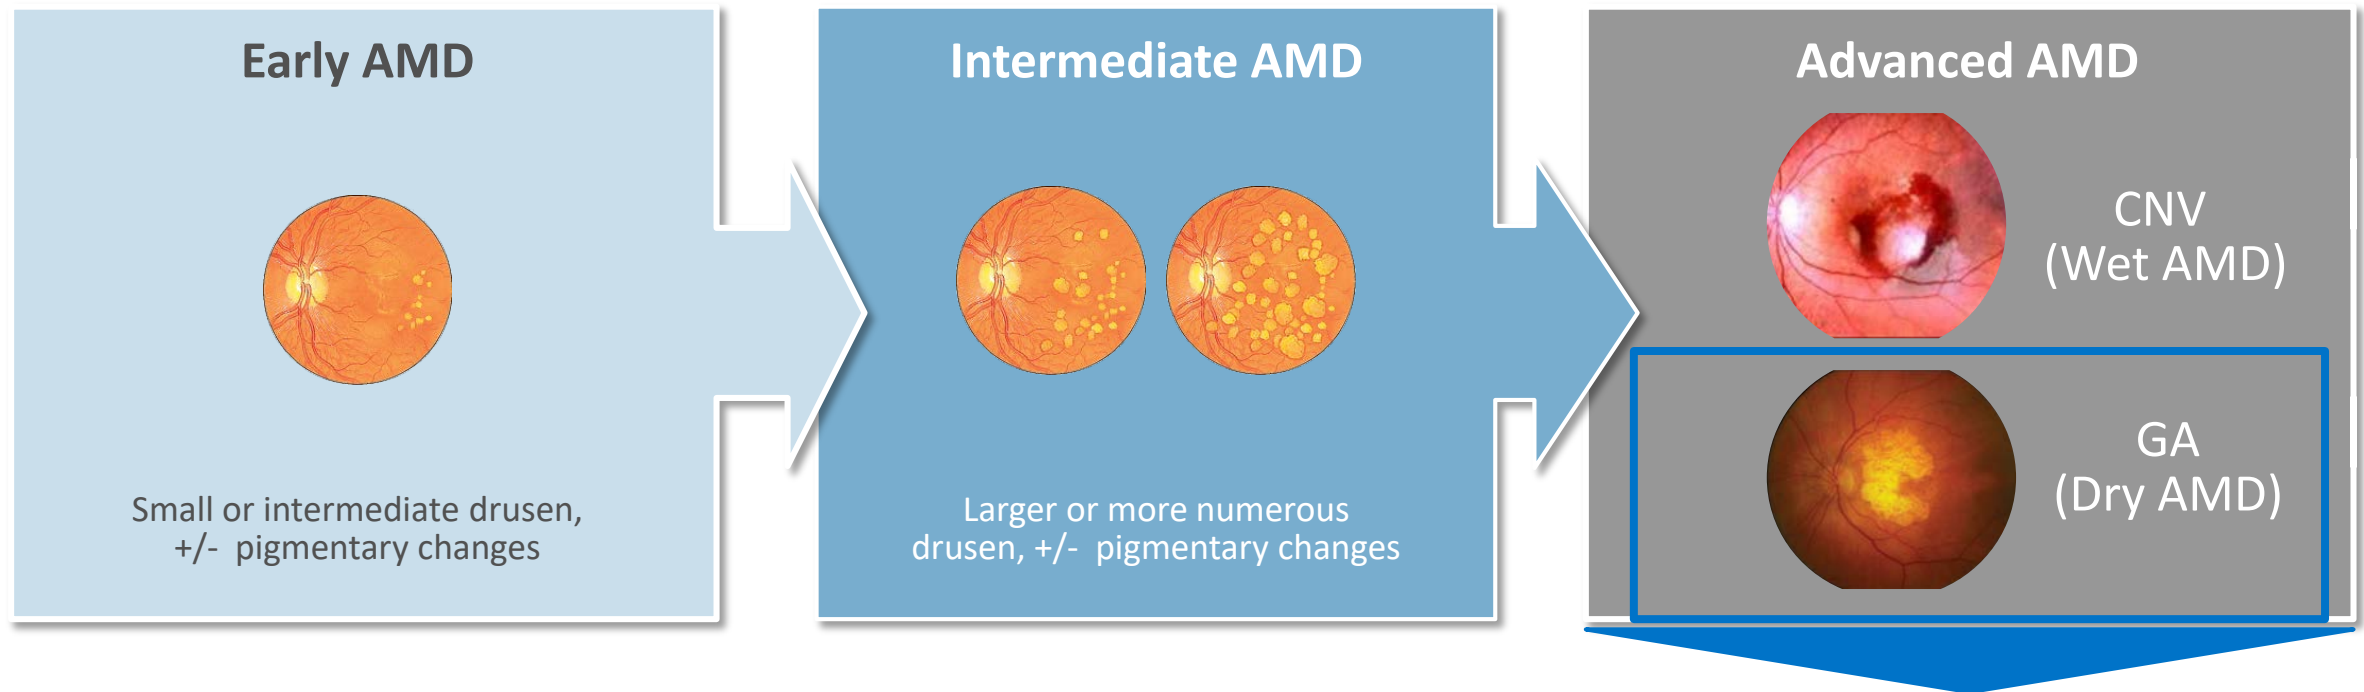 Early AMD
Small or intermediate drusen,
+/- pigmentary changes
Intermediate AMD
Larger or more numerous
drusen, +/- pigmentary changes
Advanced AMD
CNV
(Wet AMD)
GA
(Dry AMD)